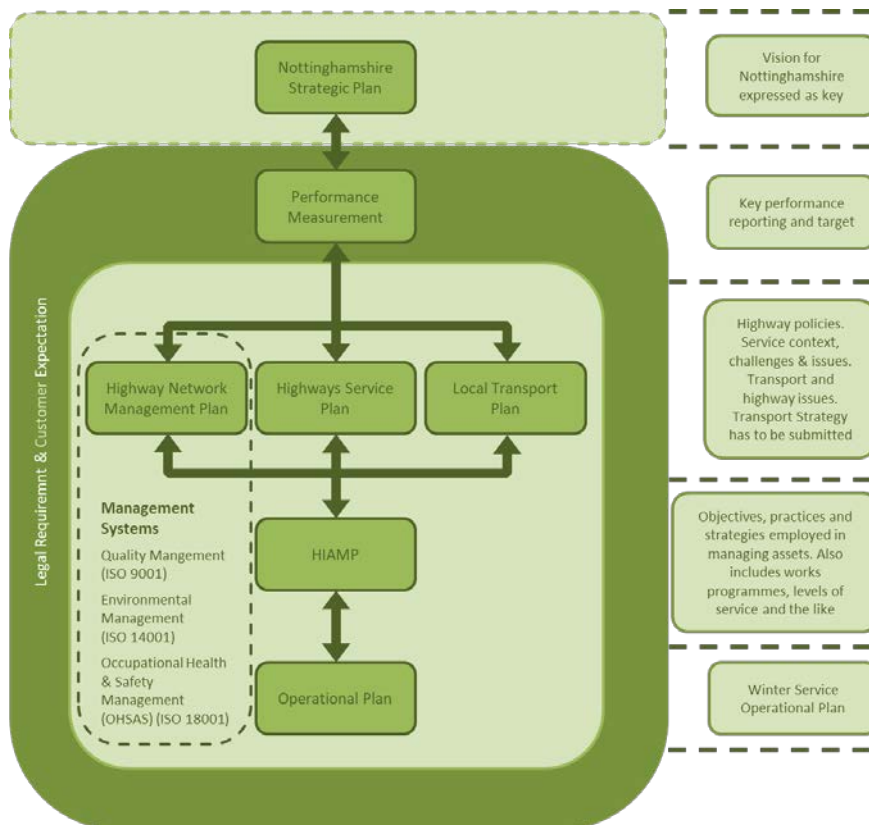 Nottinghamshire
Strategic Plan
Vision for
Nottinghamshire
expressed as key
Performance
Measurement
Key performance
reporting and target
Legal Requiremnt & Customer Expectation
Highway Network
Management Plan
Highways Service
Plan
Local Transport
Plan
Highway policies.
Service context,
challenges & issues.
Transport and
highway issues.
Transport Strategy
has to be submitted
Management
Systems
Quality Mangement
(ISO 9001)
Environmental
Management
(ISO 14001)
Occupational Health
& Safety
Management
(OHSAS) (ISO 18001)
HIAMP
Objectives, practices and
strategies employed in
managing assets. Also
includes works
programmes, levels of
service and the like
Operational Plan
Winter Service
Operational Plan